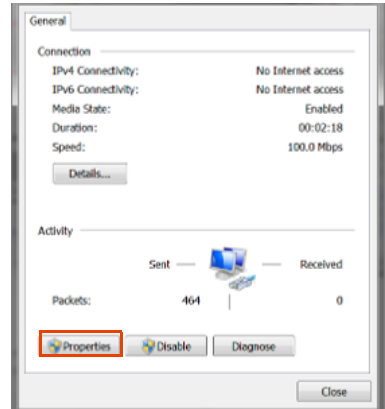 General
Connection
IPv4 Connectivity: No Internet access
IPv6 Connectivity: No Internet access
Media State: Enabled
Duration: 00:02:18
Speed: 100.0 Mbps
Details...
Activity
Sent Received
Packets: 464 0
Properties Disable Diagnose
Close